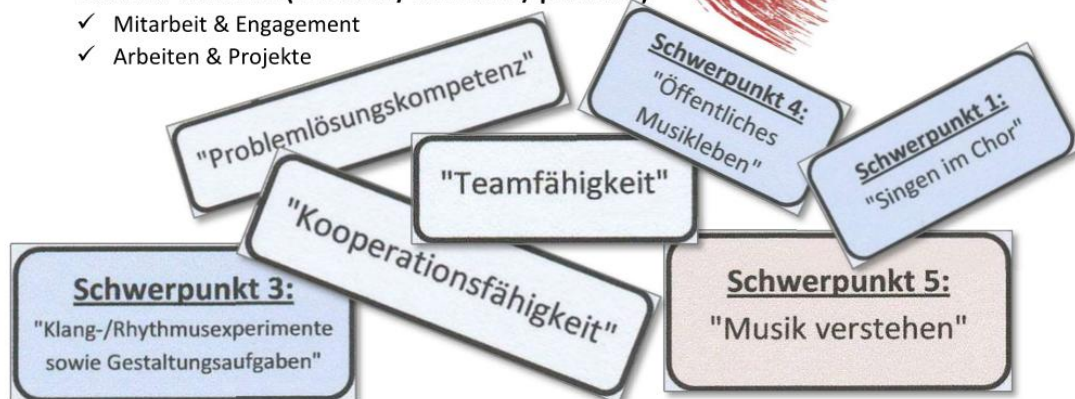 ✓ Mitarbeit & Engagement
✓ Arbeiten & Projekte
"Problemlösungskompetenz"
Schwerpunkt 4:
"Öffentliches
Musikleben"
Schwerpunkt 1:
"Singen im Chor"
"Teamfähigkeit"
"Kooperationsfähigkeit"
Schwerpunkt 3:
"Klang-/Rhythmusexperimente
sowie Gestaltungsaufgaben"
Schwerpunkt 5:
"Musik verstehen"